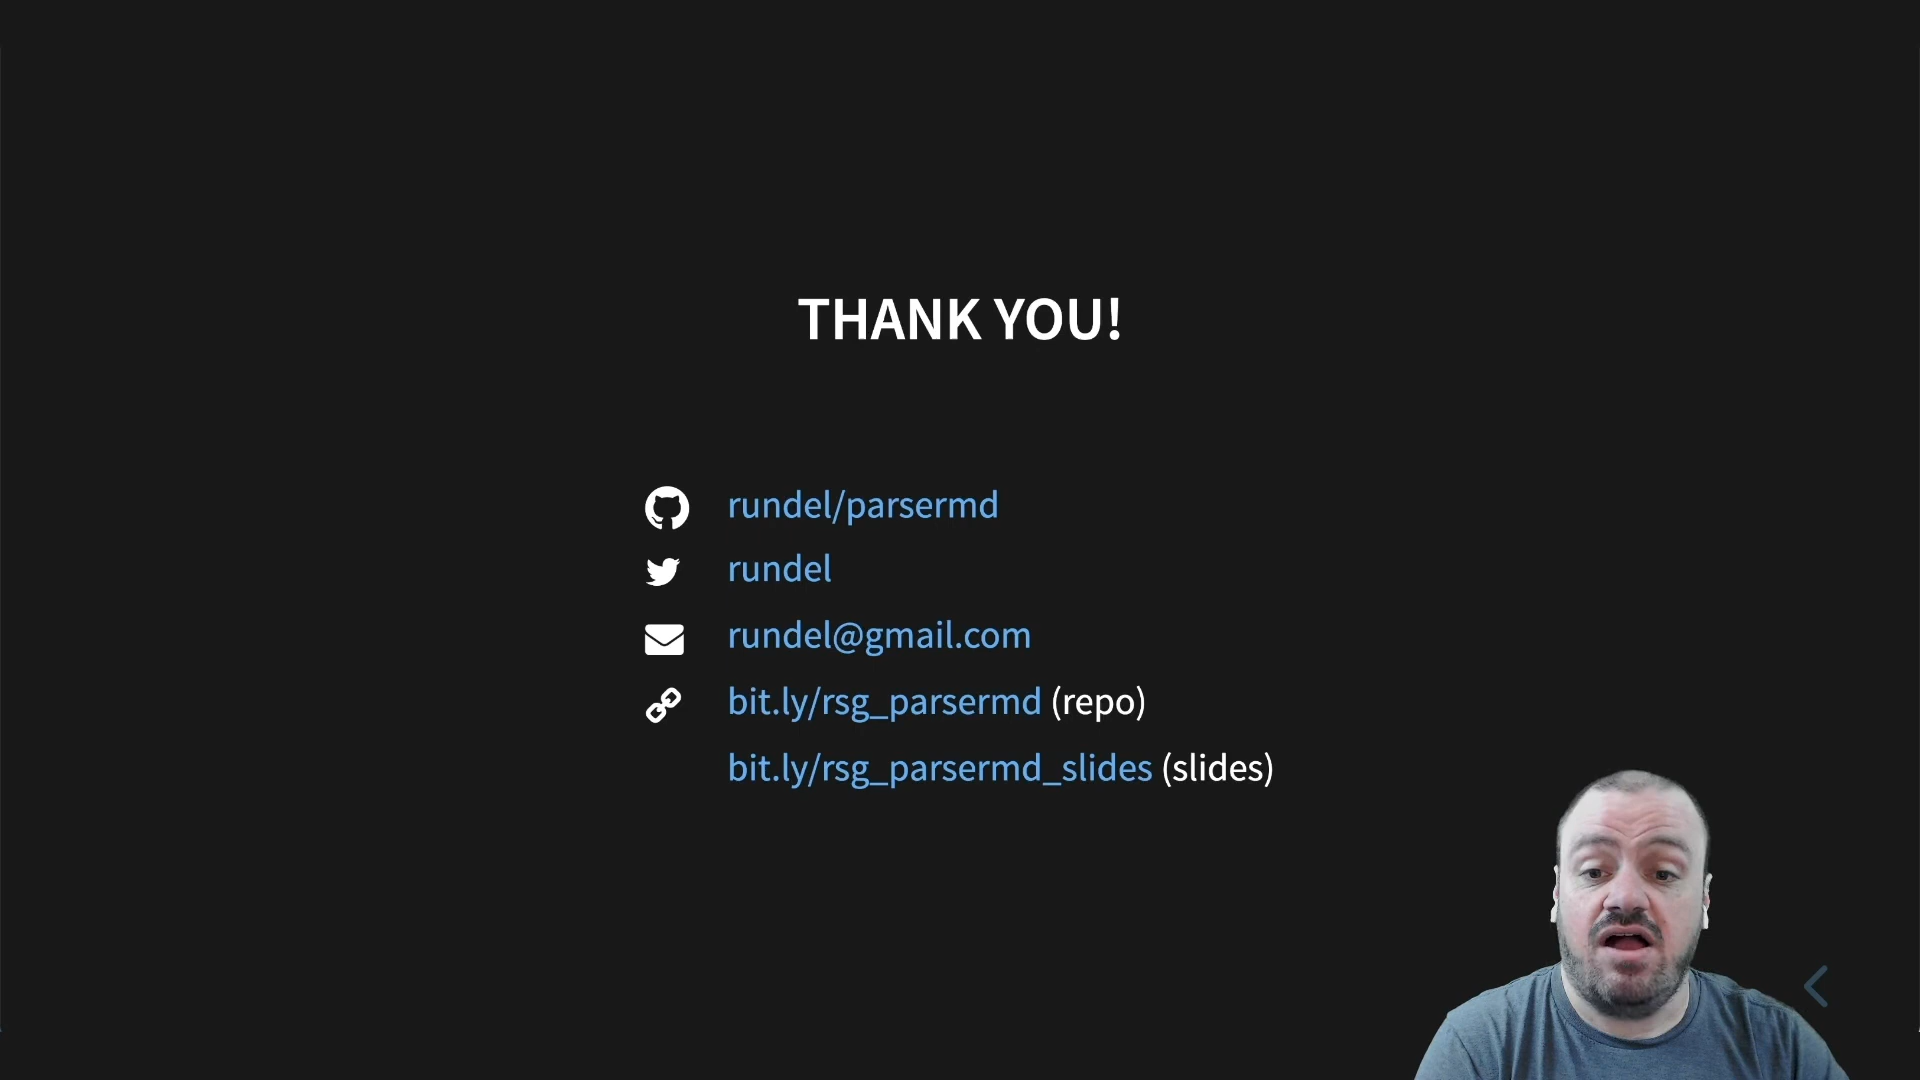 THANK YOU!
rundel/parsermd
rundel
rundel@gmail.com
bit.ly/rsg_parsermd (repo)
bit.ly/rsg_parsermd_slides (slides)